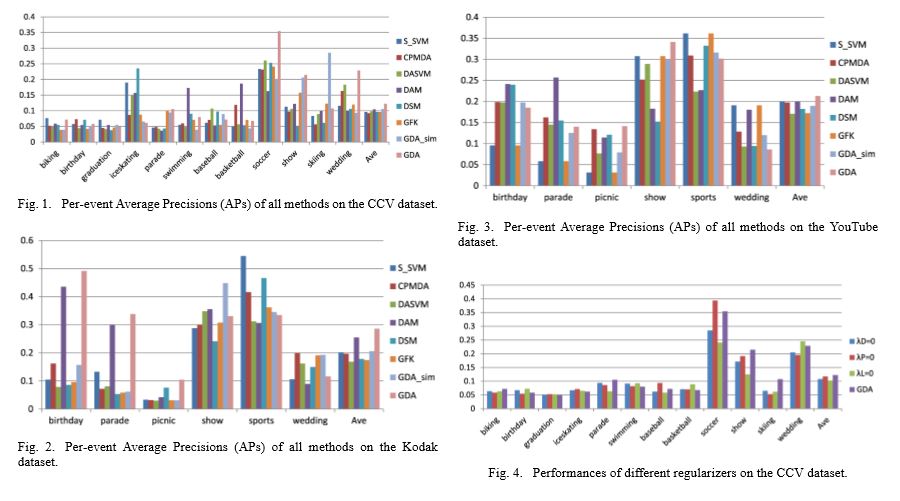 0.4
0.35
0.3
0.25
0.2
0.15
0.1
0.05
0
biking
birthday
graduation
iceskating
parade
swimming
baseball
basketball
soccer
show
skiing
wedding
Ave
S_SVM
CPMDA
DASVM
DAM
DSM
GFK
GDA_sim
GDA
Fig. 1. Per-event Average Precisions (APs) of all methods on the CCV dataset.
0.6
0.5
0.4
0.3
0.2
0.1
0
birthday parade picnic show sports wedding Ave
S_SVM
CPMDA
DASVM
DAM
DSM
GFK
GDA_sim
GDA
Fig. 2. Per-event Average Precisions (APs) of all methods on the Kodak
dataset.
0.4
0.35
0.3
0.25
0.2
0.15
0.1
0.05
0
birthday parade picnic show sports wedding Ave
S_SVM
CPMDA
DASVM
DAM
DSM
GFK
GDA_sim
GDA
Fig. 3. Per-event Average Precisions (APs) of all methods on the YouTube
dataset.
0.45
0.4
0.35
0.3
0.25
0.2
0.15
0.1
0.05
0
biking
birthday
graduation
iceskating
parade
swimming
baseball
basketball
soccer
show
skiing
wedding
Ave
λD=0
λP=0
λL=0
GDA
Fig. 4. Performances of different regularizers on the CCV dataset.